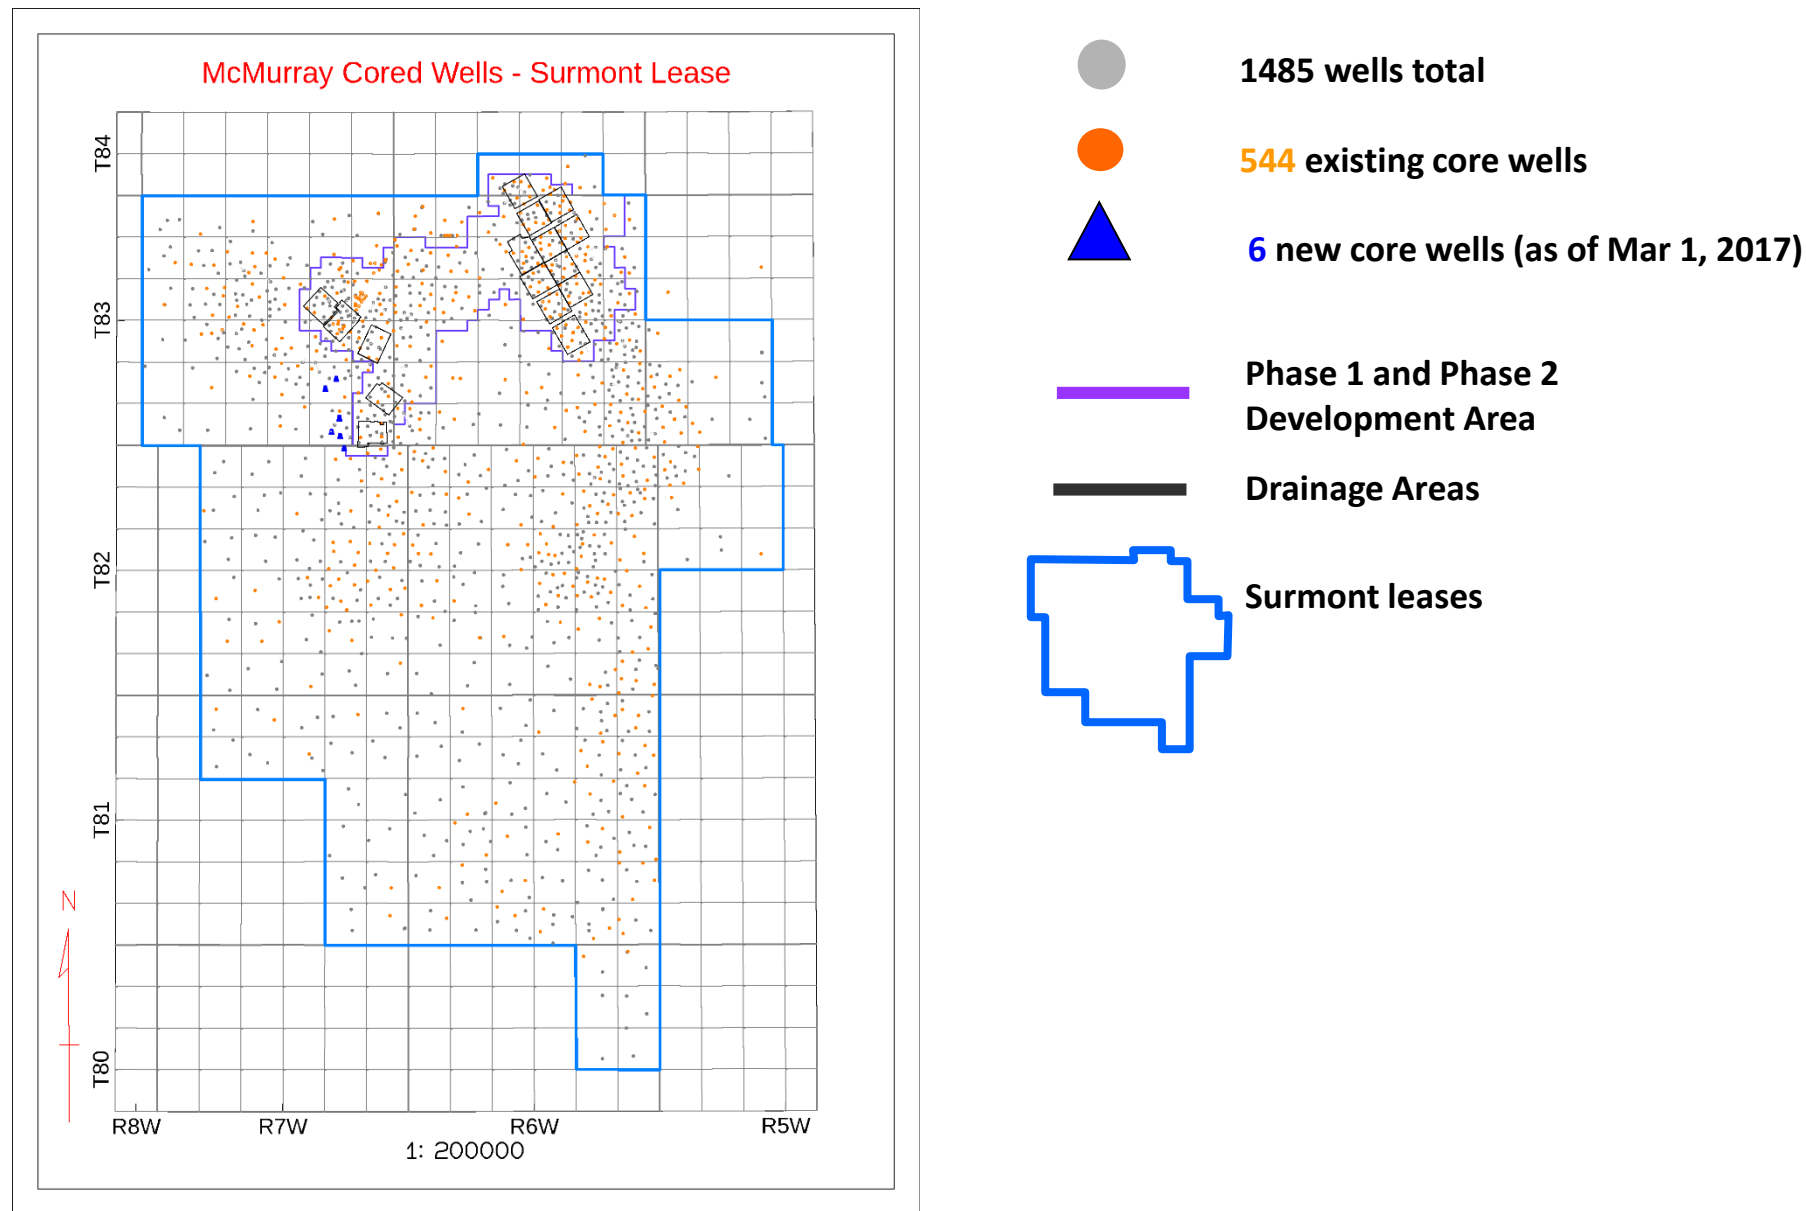 McMurray Cored Wells - Surmont Lease
T84
T83
T82
T81
T80
N
R8W
R7W
R6W
R5W
1: 200000
1485 wells total
544 existing core wells
6 new core wells (as of Mar 1, 2017)
Phase 1 and Phase 2
Development Area
Drainage Areas
Surmont leases